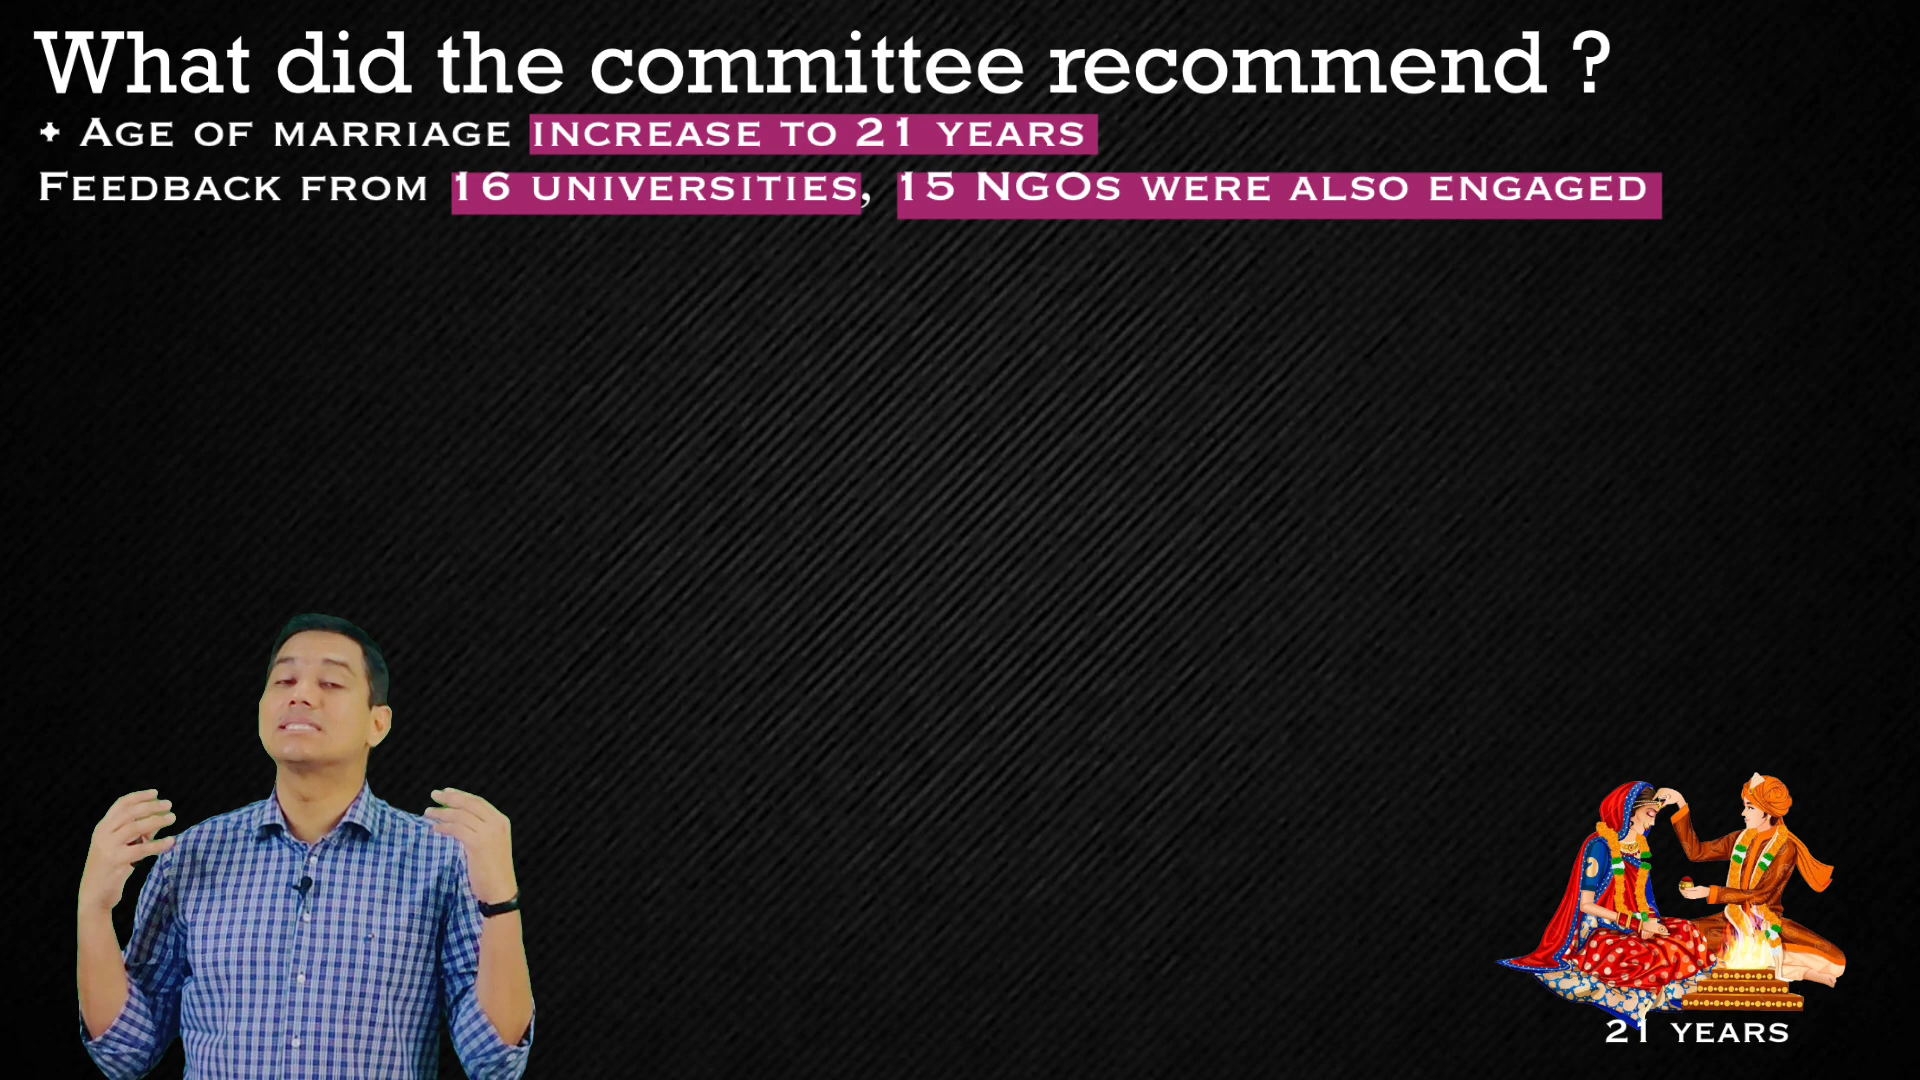 What did the committee recommend ?
✦ Age of marriage increase to 21 years
Feedback from 16 universities, 15 NGOs were also engaged
21 years